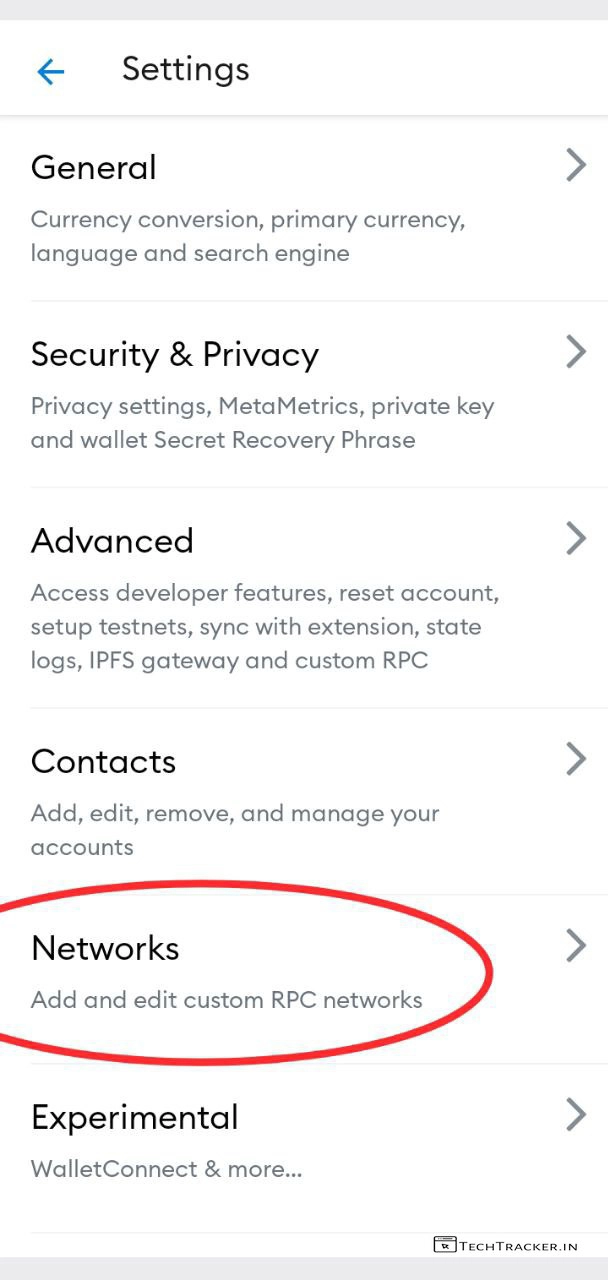 Settings
General
Currency conversion, primary currency,
language and search engine
Security & Privacy
Privacy settings, MetaMetrics, private key
and wallet Secret Recovery Phrase
Advanced
Access developer features, reset account,
setup testnets, sync with extension, state
logs, IPFS gateway and custom RPC
Contacts
Add, edit, remove, and manage your
accounts
Networks
Add and edit custom RPC networks
Experimental
WalletConnect & more...
TECHTRACKER.IN